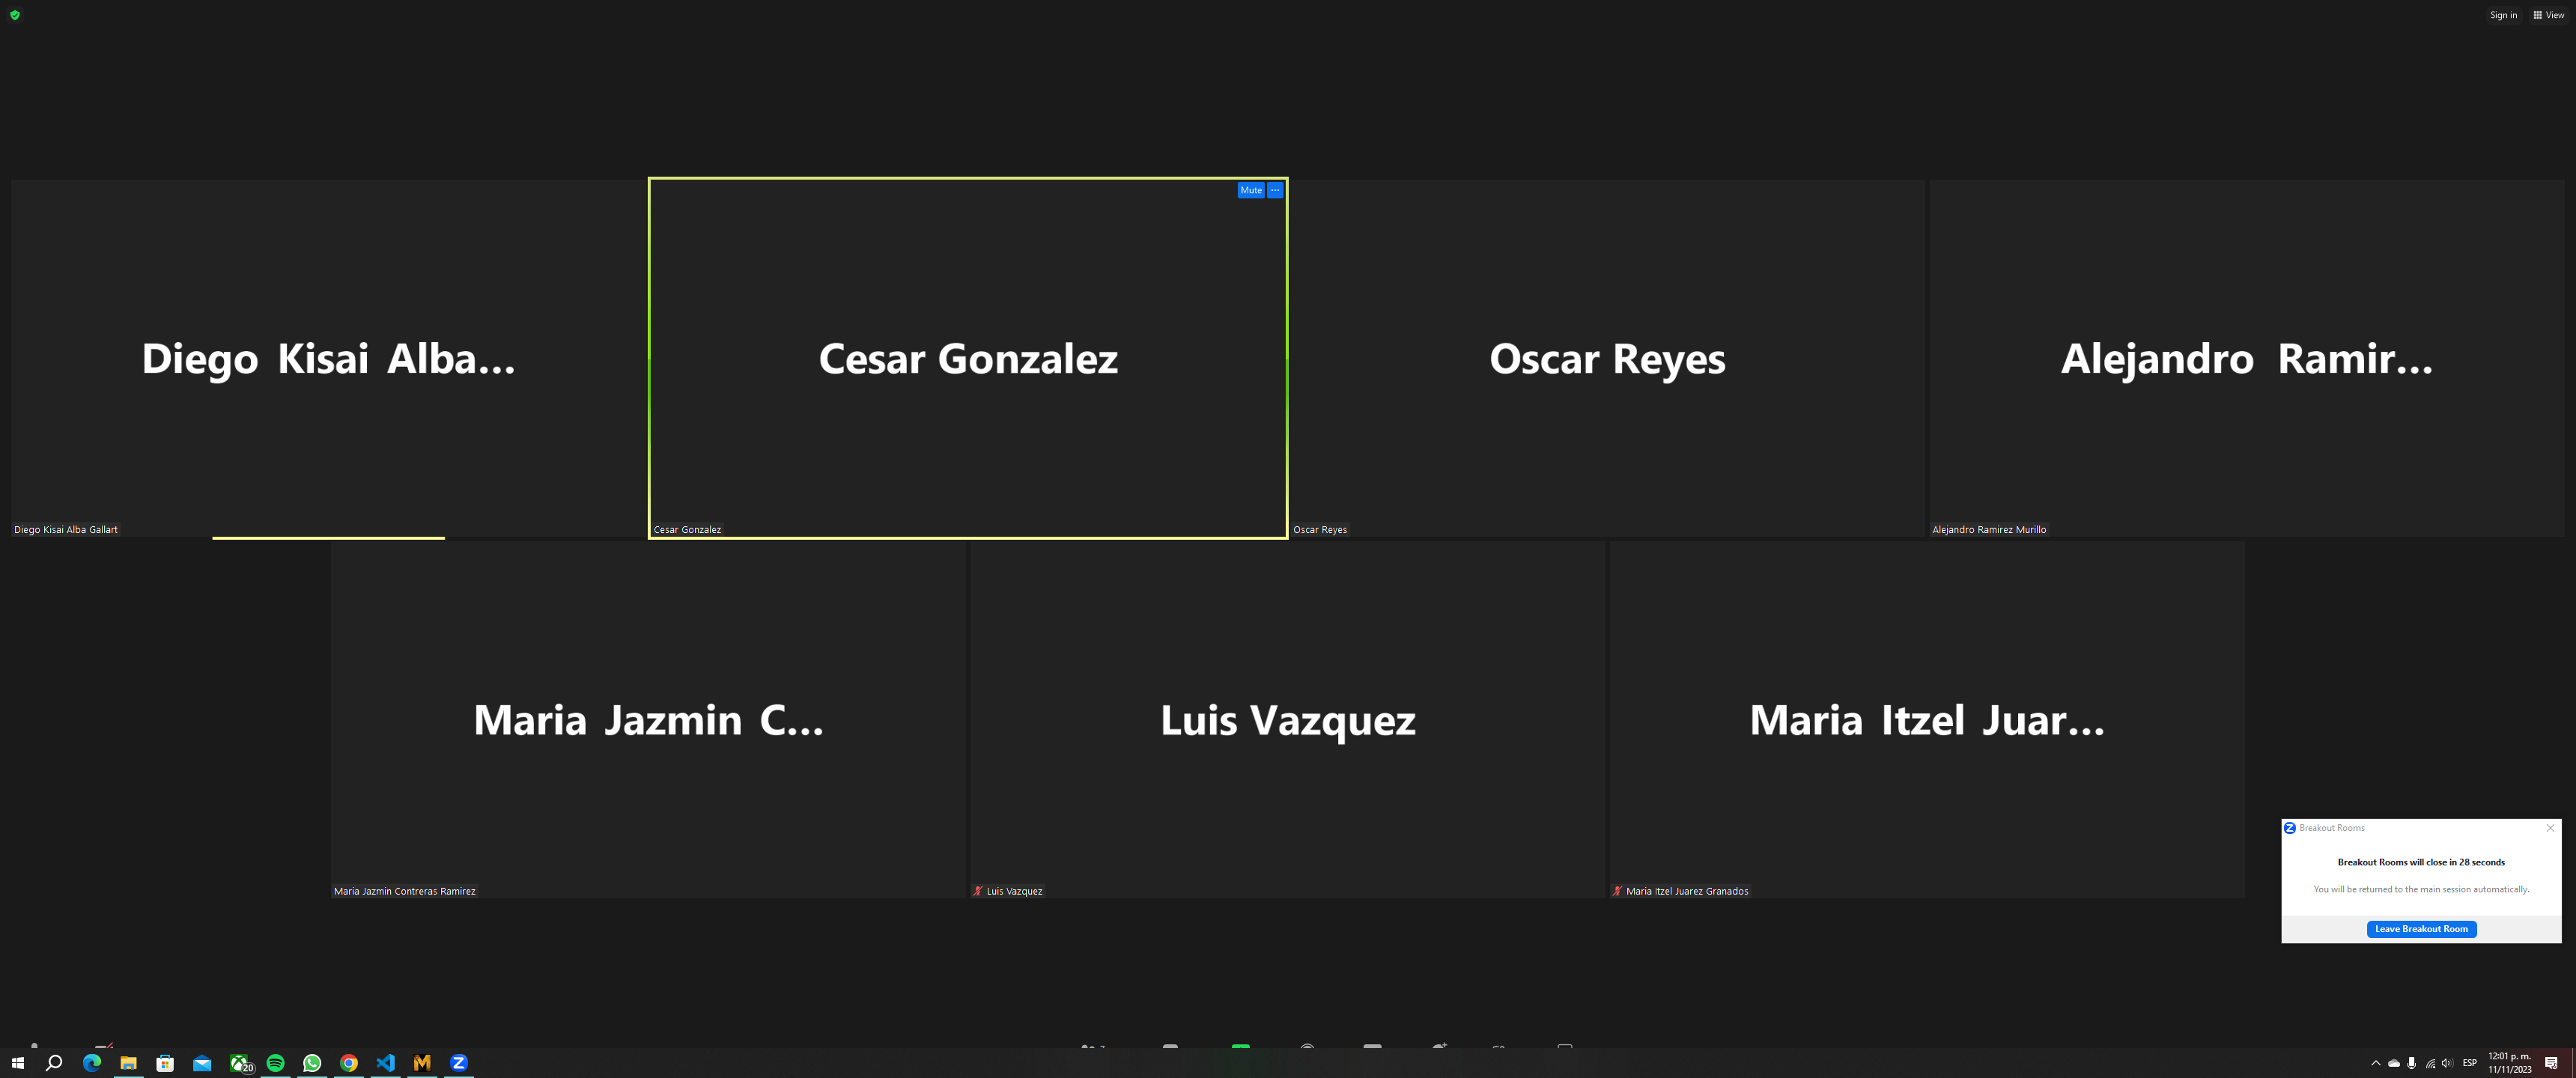 Sign in
View
Mute
Diego Kisai Alba...
Cesar Gonzalez
Oscar Reyes
Alejandro Ramir...
Diego Kisai Alba Gallart
Cesar Gonzalez
Oscar Reyes
Alejandro Ramirez Murillo
Maria Jazmin C...
Luis Vazquez
Maria Itzel Juar...
Maria Jazmin Contreras Ramirez
Luis Vazquez
Maria Itzel Juarez Granados
Breakout Rooms
Breakout Rooms will close in 28 seconds
You will be returned to the main session automatically.
Leave Breakout Room
20
ESP
12:01 p. m.
11/11/2023